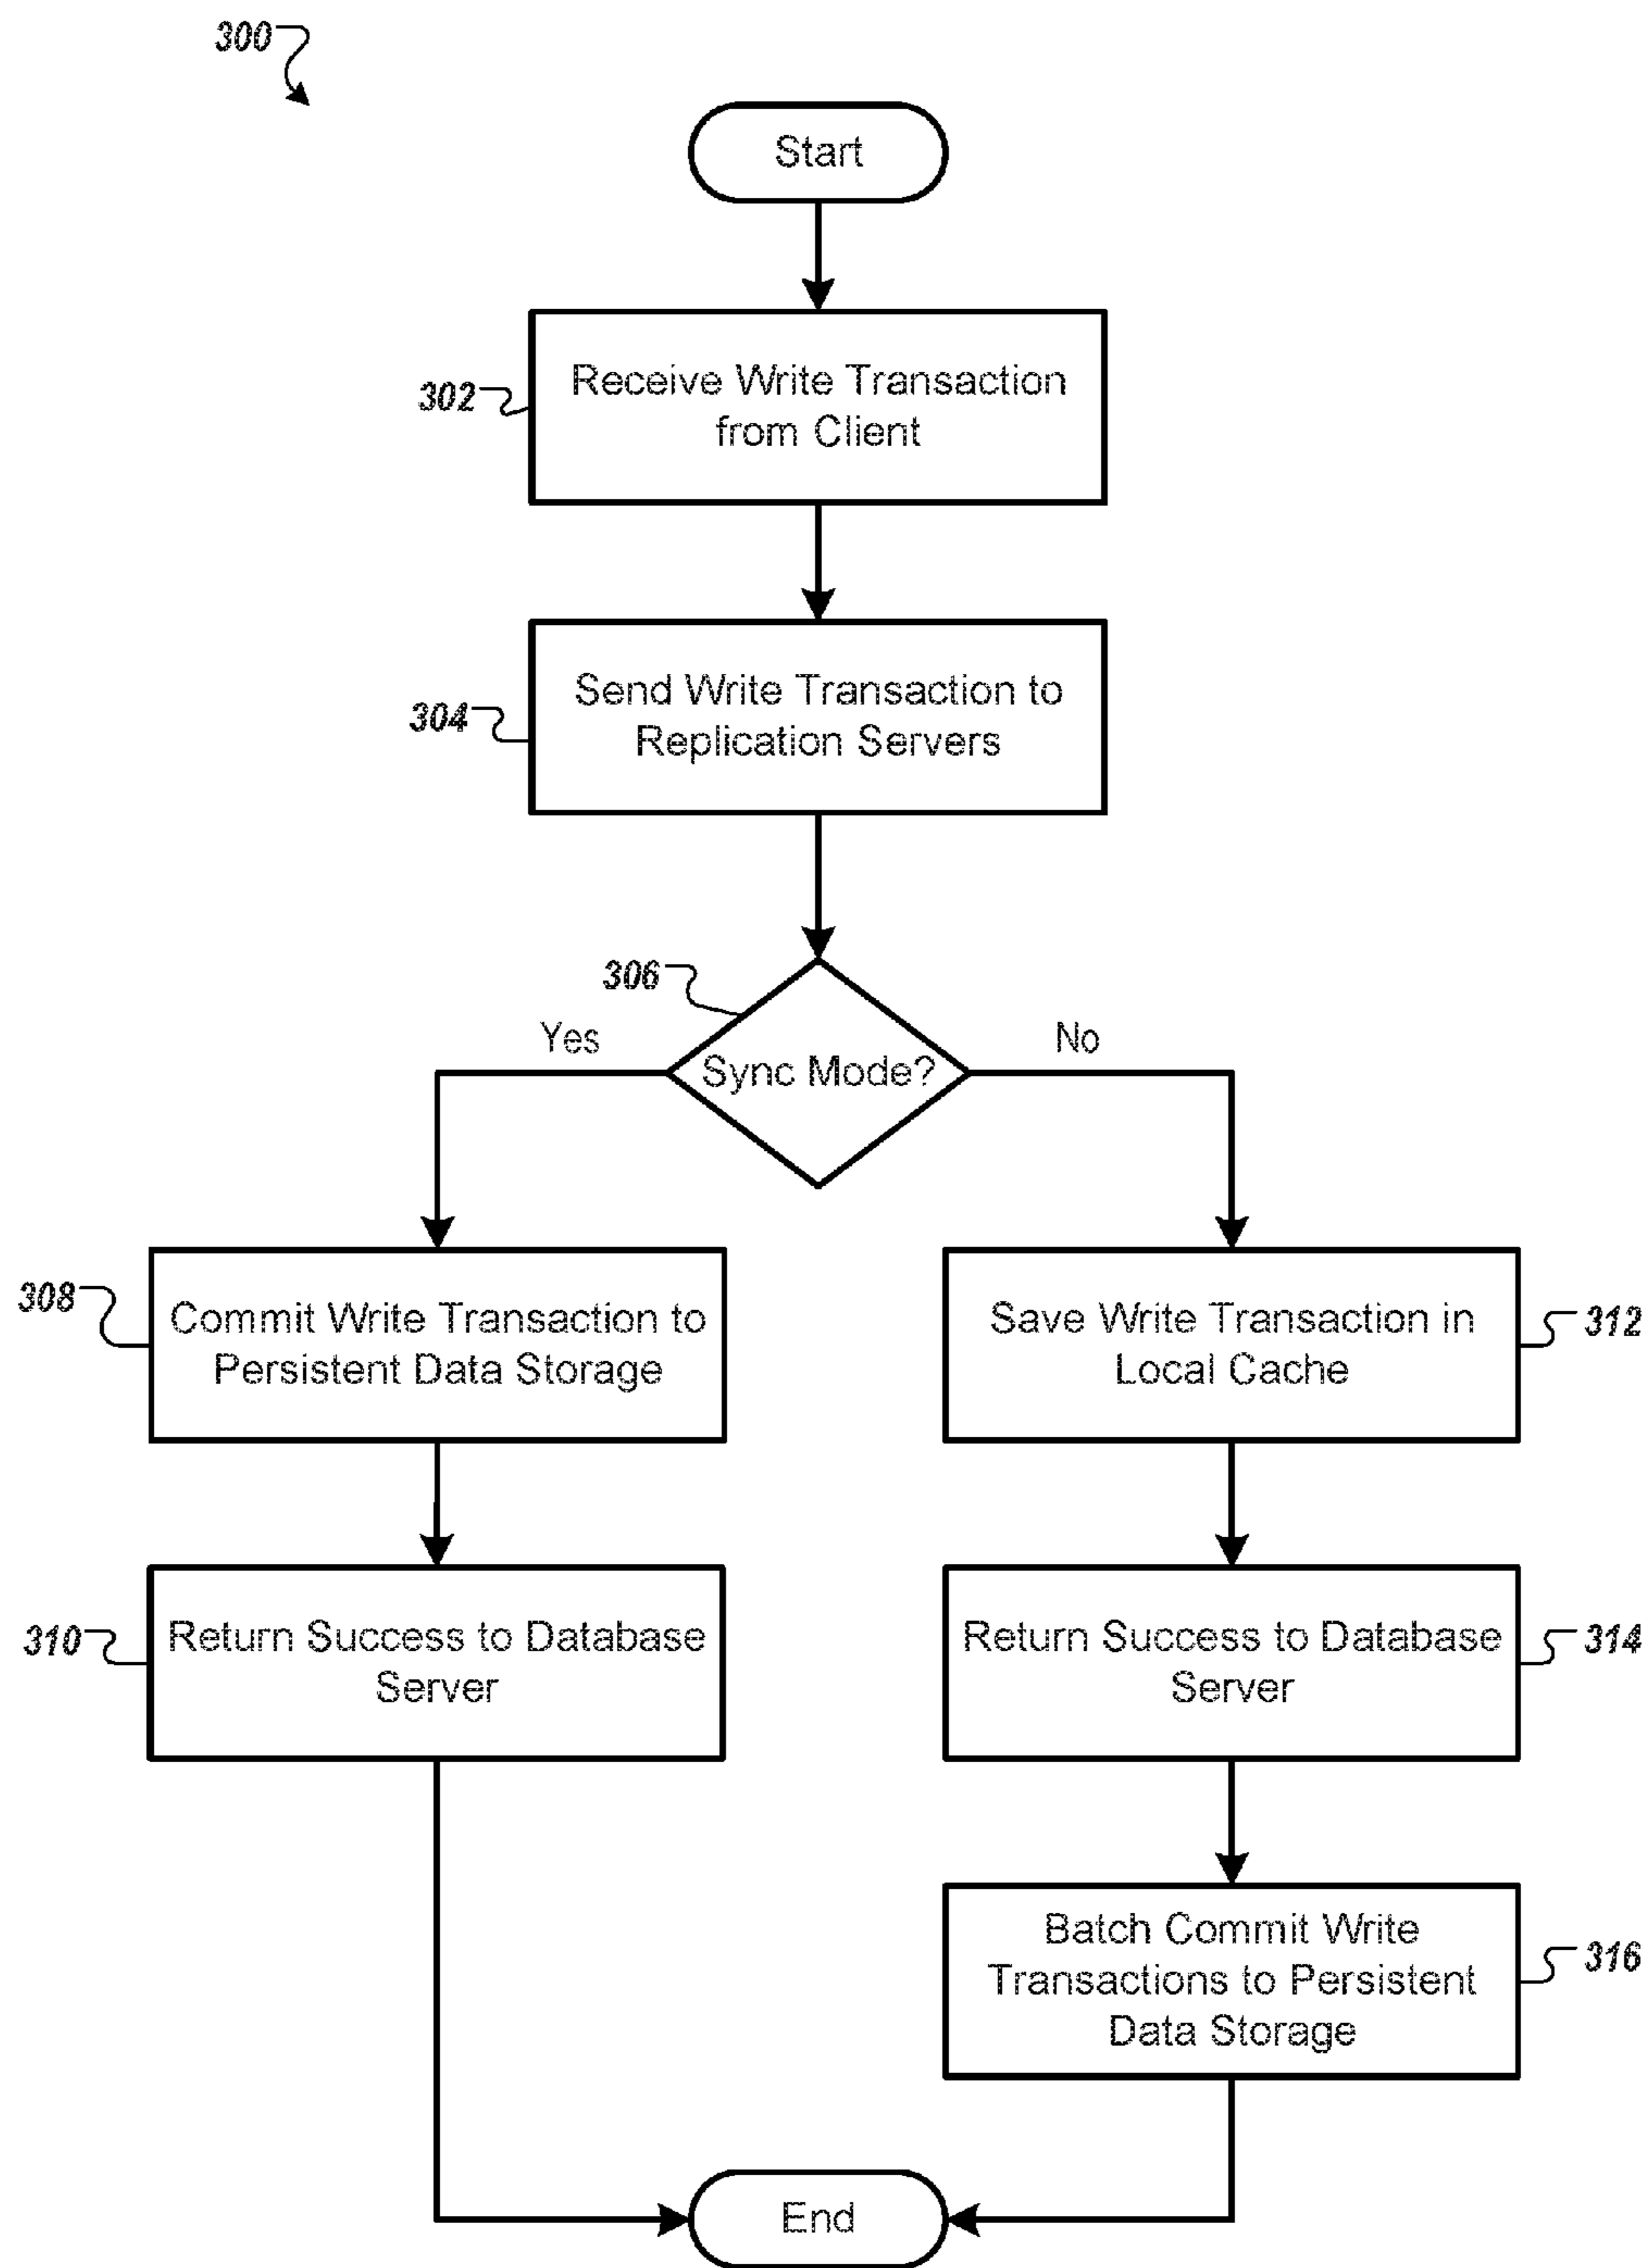 300
Start
302
Receive Write Transaction
from Client
304
Send Write Transaction to
Replication Servers
306
Yes
Sync Mode?
No
308
Commit Write Transaction to
Persistent Data Storage
Save Write Transaction in
Local Cache
312
310
Return Success to Database
Server
Return Success to Database
Server
314
Batch Commit Write
Transactions to Persistent
Data Storage
316
End